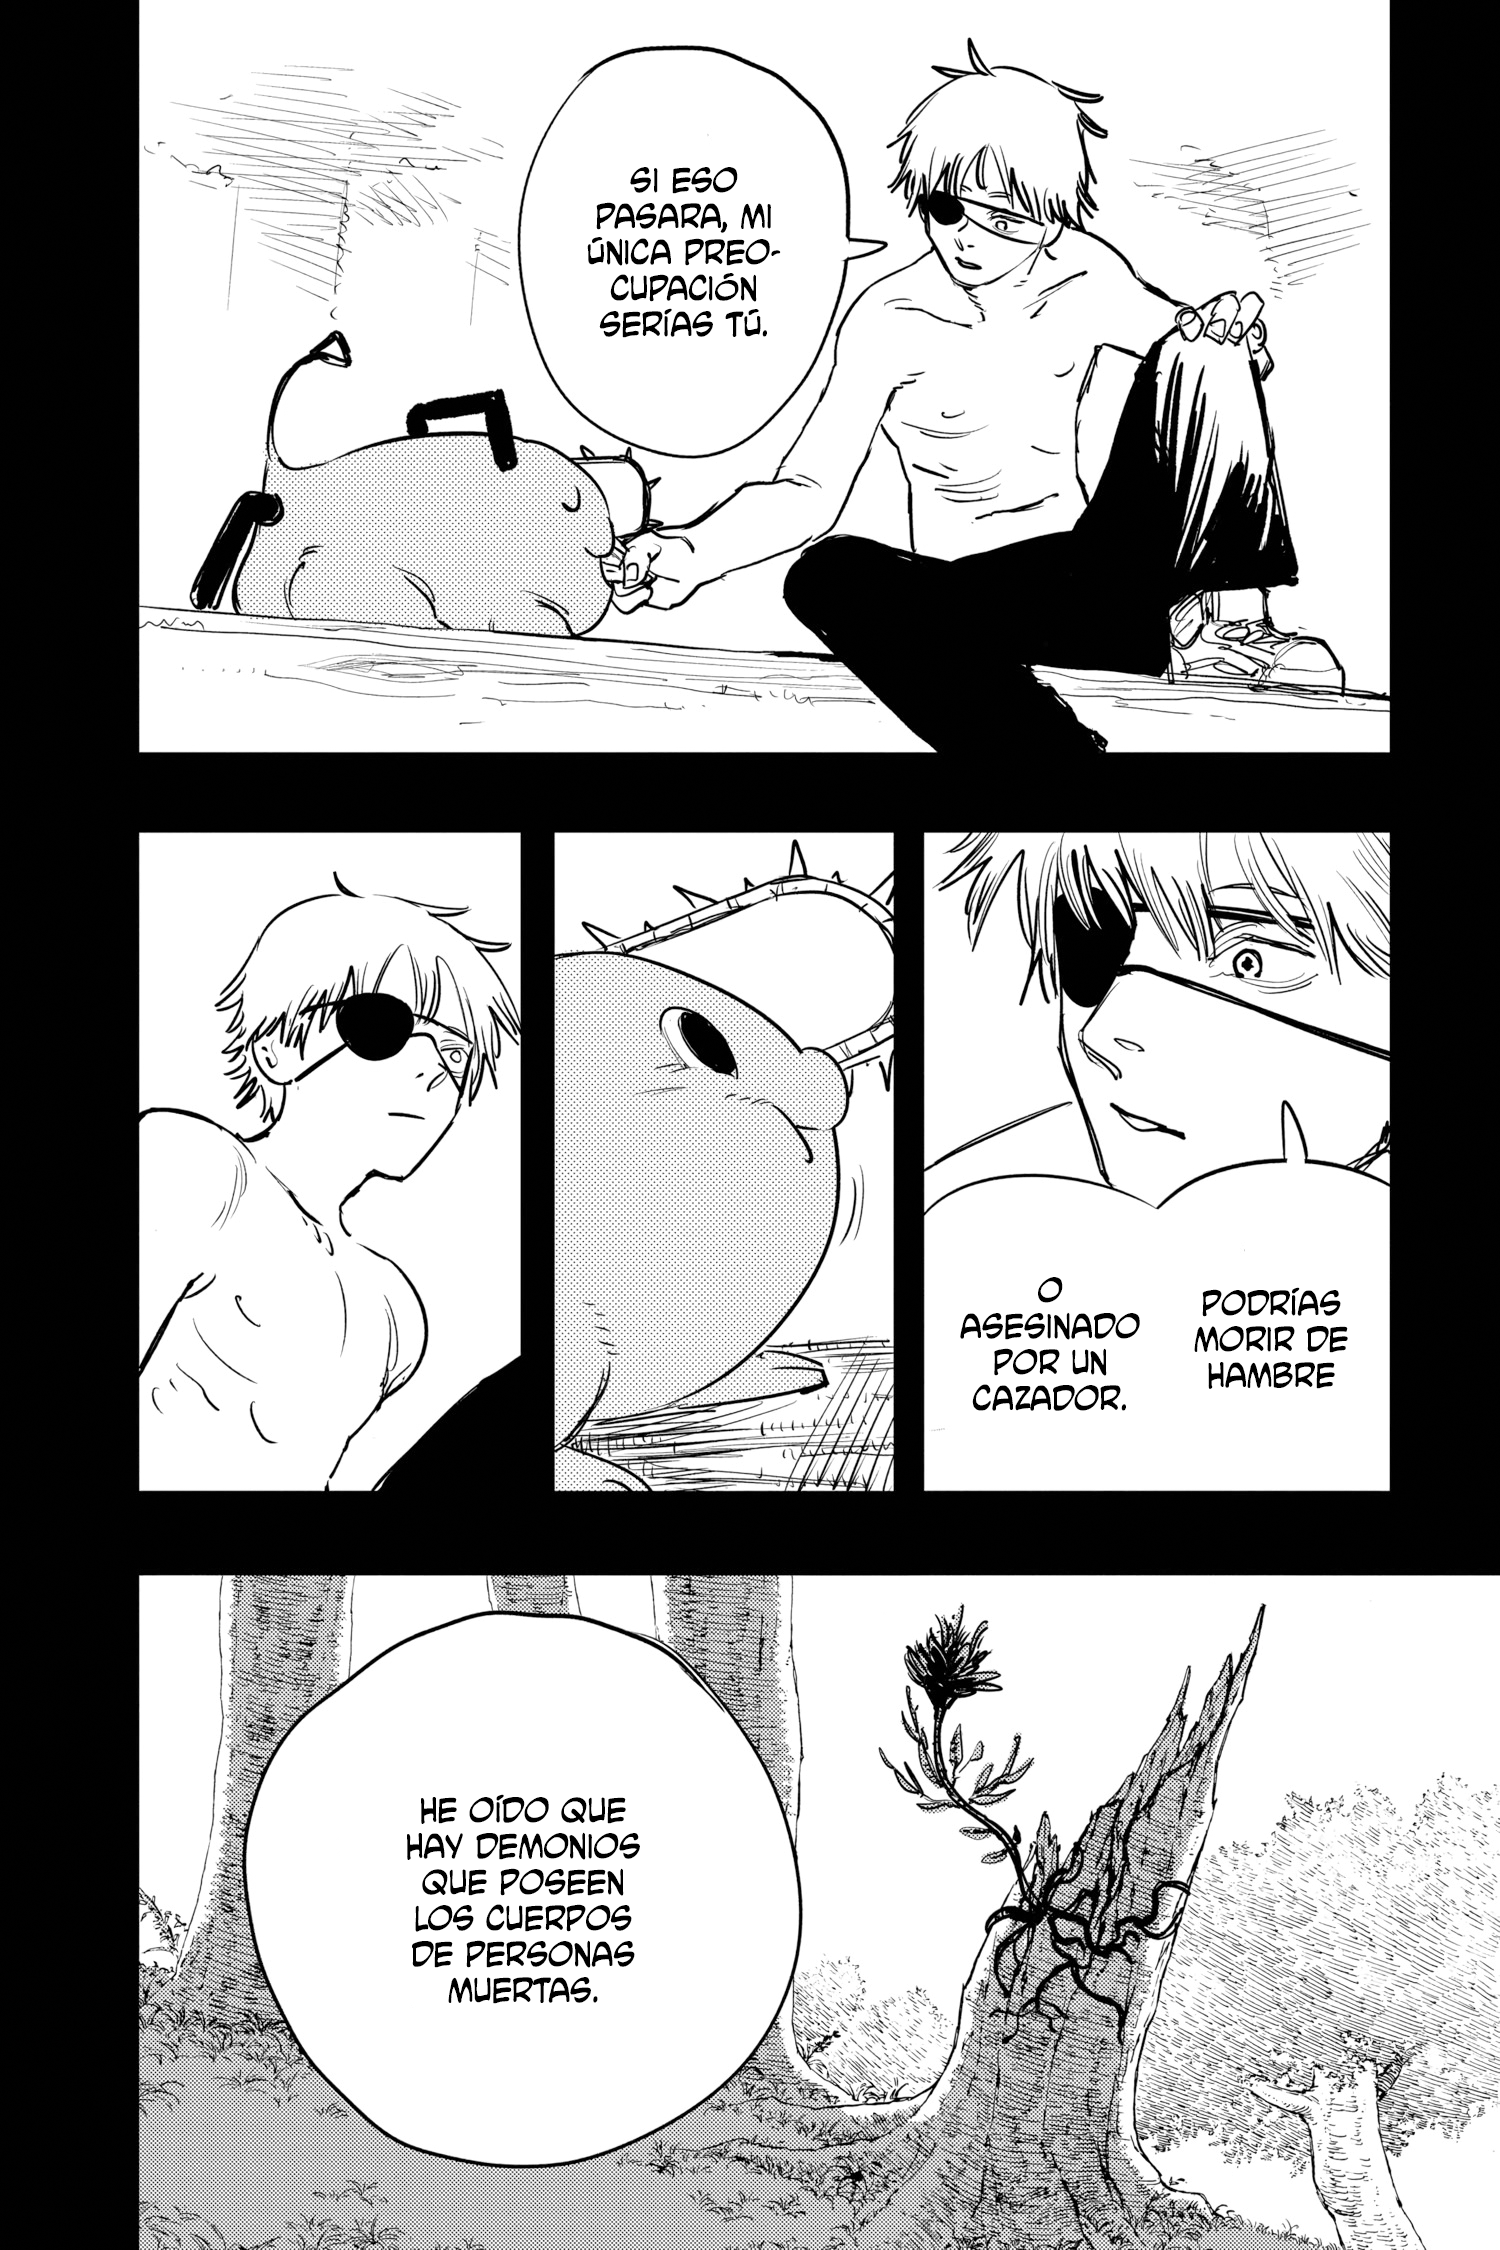 SI ESO
PASARA, MI
ÚNICA PREO-
CUPACIÓN
SERÍAS TÚ.
PODRÍAS
MORIR DE
HAMBRE
O
ASESINADO
POR UN
CAZADOR.
HE OÍDO QUE
HAY DEMONIOS
QUE POSEEN
LOS CUERPOS
DE PERSONAS
MUERTAS.